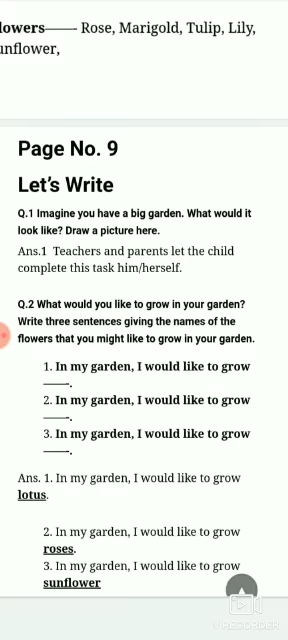 lowers—— Rose, Marigold, Tulip, Lily,
unflower,
Page No. 9
Let’s Write
Q.1 Imagine you have a big garden. What would it
look like? Draw a picture here.
Ans.1 Teachers and parents let the child
complete this task him/herself.
Q.2 What would you like to grow in your garden?
Write three sentences giving the names of the
flowers that you might like to grow in your garden.
1. In my garden, I would like to grow
——.
2. In my garden, I would like to grow
——.
3. In my garden, I would like to grow
——.
Ans. 1. In my garden, I would like to grow
lotus.
2. In my garden, I would like to grow
roses.
3. In my garden, I would like to grow
sunflower